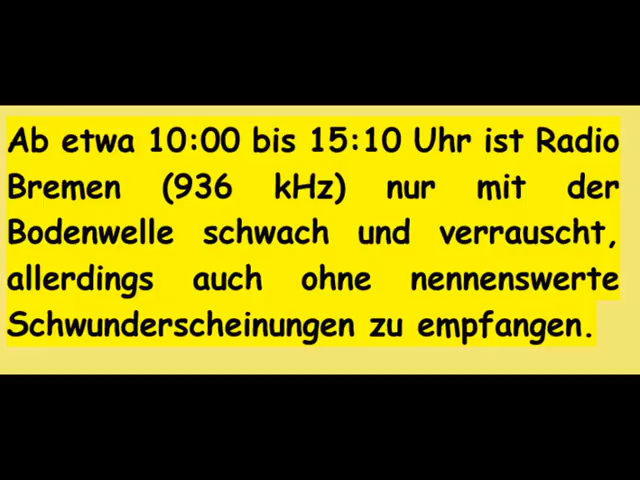 Ab etwa 10:00 bis 15:10 Uhr ist Radio
Bremen (936 kHz) nur mit der
Bodenwelle schwach und verrauscht,
allerdings auch ohne nennenswerte
Schwunderscheinungen zu empfangen.